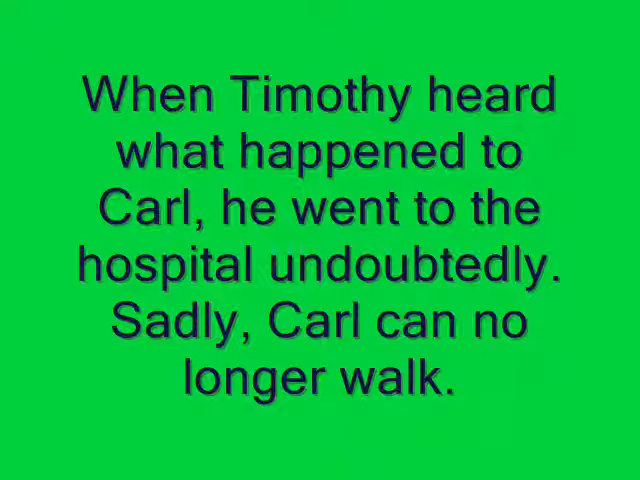 When Timothy heard
what happened to
Carl, he went to the
hospital undoubtedly.
Sadly, Carl can no
longer walk.